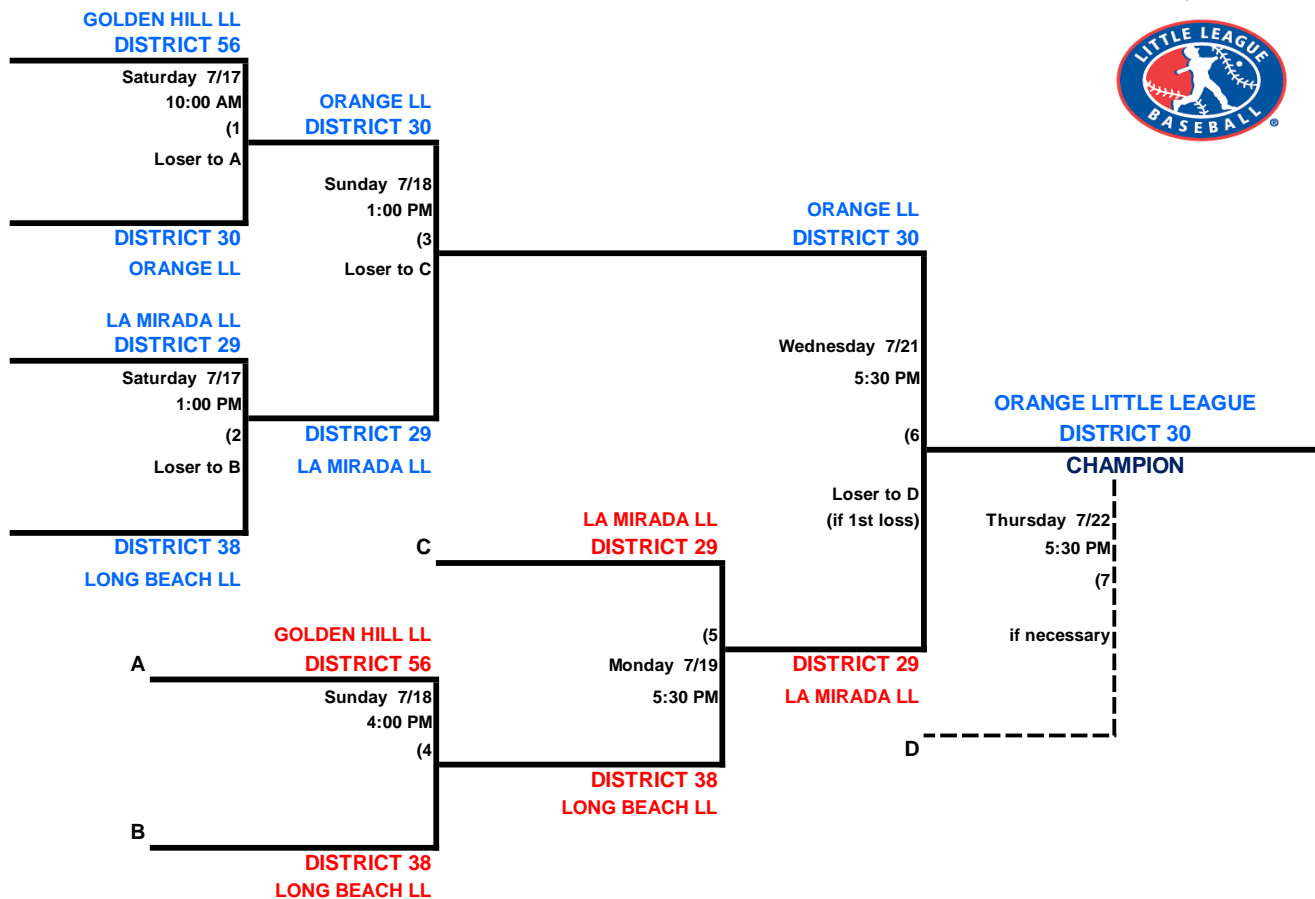 GOLDEN HILL LL
DISTRICT 56
Saturday 7/17
10:00 AM
(1
Loser to A
DISTRICT 30
ORANGE LL
LA MIRADA LL
DISTRICT 29
Saturday 7/17
1:00 PM
(2
Loser to B
DISTRICT 38
LONG BEACH LL
ORANGE LL
DISTRICT 30
Sunday 7/18
1:00 PM
(3
Loser to C
DISTRICT 29
LA MIRADA LL
A
GOLDEN HILL LL
DISTRICT 56
Sunday 7/18
4:00 PM
(4
B
DISTRICT 38
LONG BEACH LL
C
LA MIRADA LL
DISTRICT 29
(5
Monday 7/19
5:30 PM
DISTRICT 38
LONG BEACH LL
ORANGE LL
DISTRICT 30
Wednesday 7/21
5:30 PM
(6
Loser to D
(if 1st loss)
DISTRICT 29
LA MIRADA LL
D
LITTLE LEAGUE
BASEBALL
®
ORANGE LITTLE LEAGUE
DISTRICT 30
CHAMPION
Thursday 7/22
5:30 PM
(7
if necessary